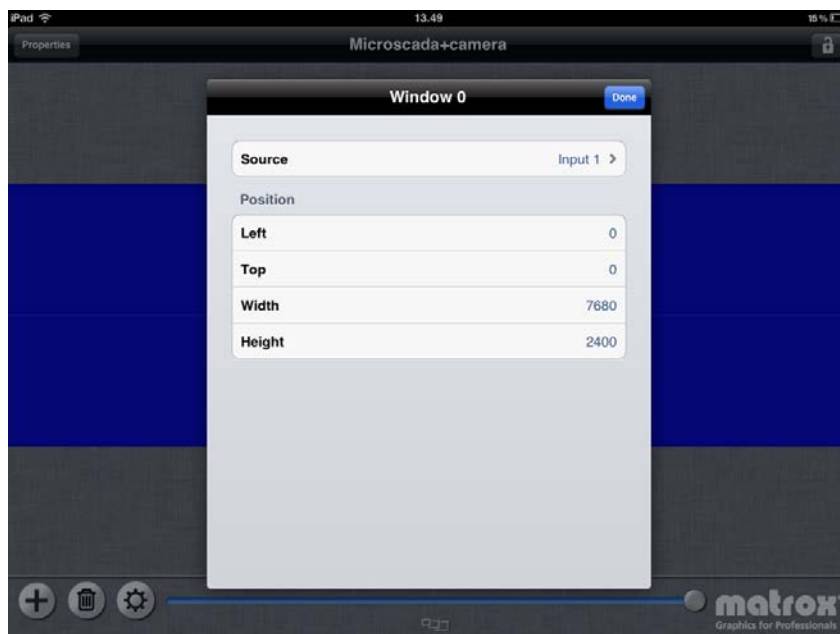 iPad 13.49 15 %
Properties Microscada+camera
Window 0 Done
Source Input 1
Position
Left 0
Top 0
Width 7680
Height 2400
matrox
Graphics for Professionals